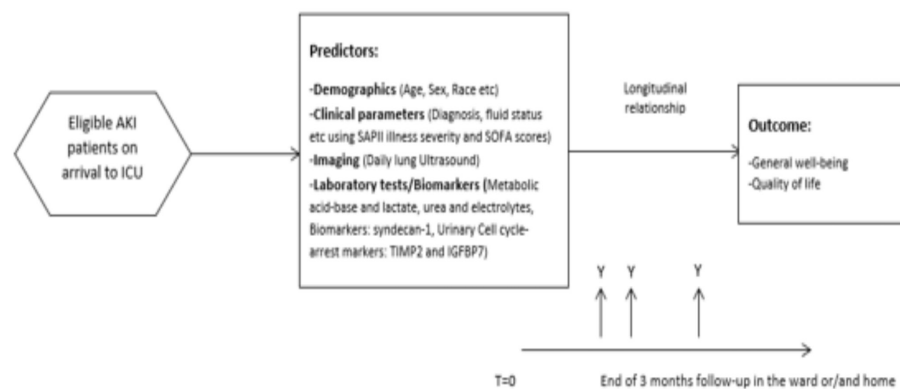 Eligible AKI
patients on
arrival to ICU
Predictors:
-Demographics (Age, Sex, Race etc)
-Clinical parameters (Diagnosis, fluid status
etc using SAPII illness severity and SOFA scores)
-Imaging (Daily lung Ultrasound)
-Laboratory tests/Biomarkers (Metabolic
acid-base and lactate, urea and electrolytes,
Biomarkers: syndecan-1, Urinary Cell cycle-
arrest markers: TIMP2 and IGFBP7)
Longitudinal
relationship
Outcome:
-General well-being
-Quality of life
Y Y Y
T=0 End of 3 months follow-up in the ward or/and home